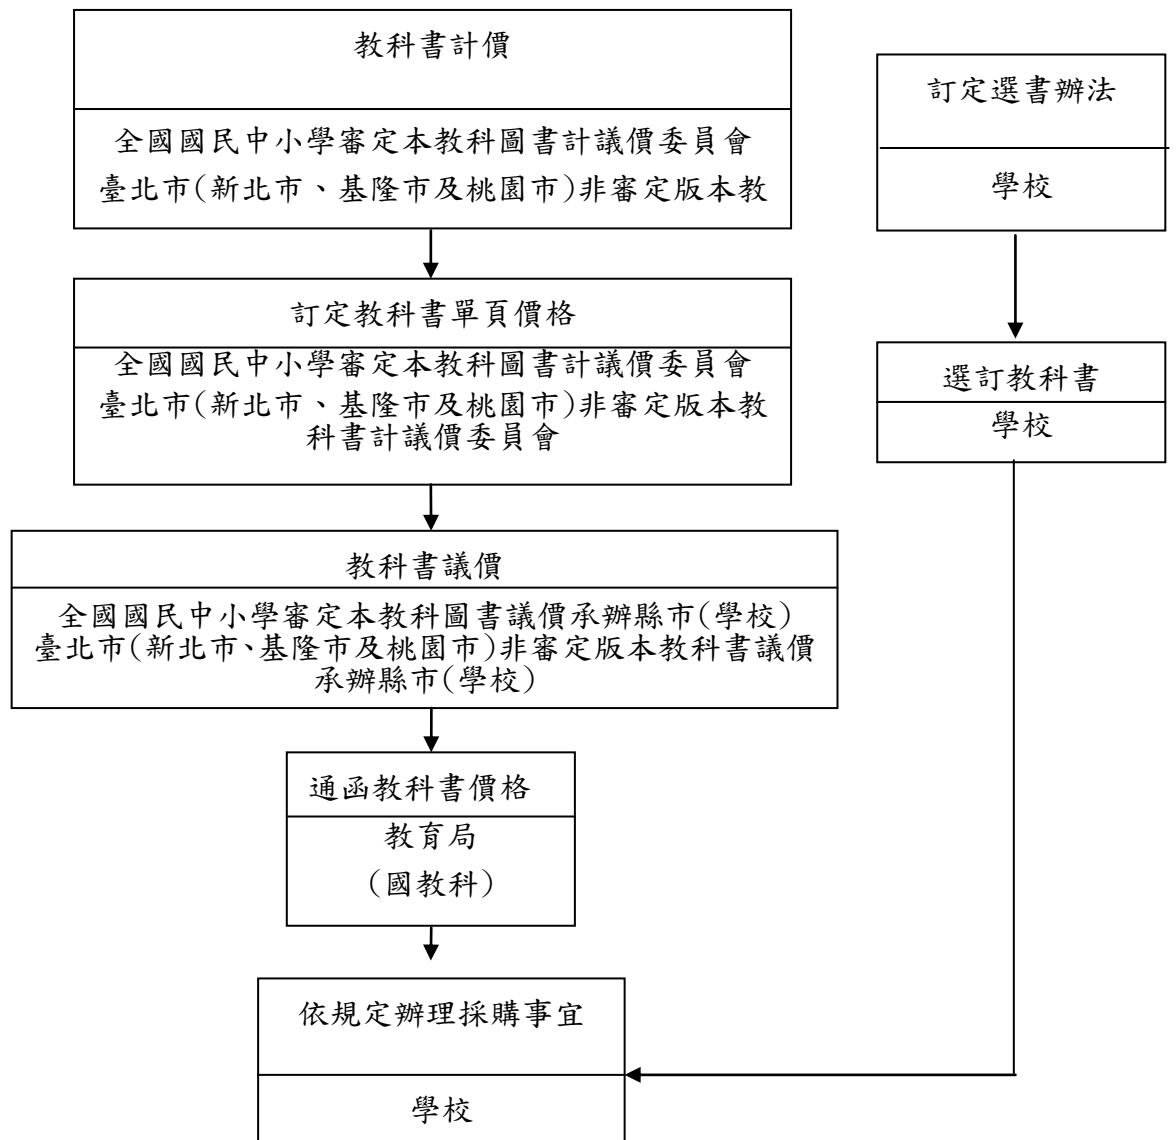 教科書計價
全國國民中小學審定本教科圖書計議價委員會
臺北市(新北市、基隆市及桃園市)非審定版本教
訂定教科書單頁價格
全國國民中小學審定本教科圖書計議價委員會
臺北市(新北市、基隆市及桃園市)非審定版本教
科書計議價委員會
教科書議價
全國國民中小學審定本教科圖書議價承辦縣市(學校)
臺北市(新北市、基隆市及桃園市)非審定版本教科書議價
承辦縣市(學校)
通函教科書價格
教育局
(國教科)
依規定辦理採購事宜
學校
訂定選書辦法
學校
選訂教科書
學校